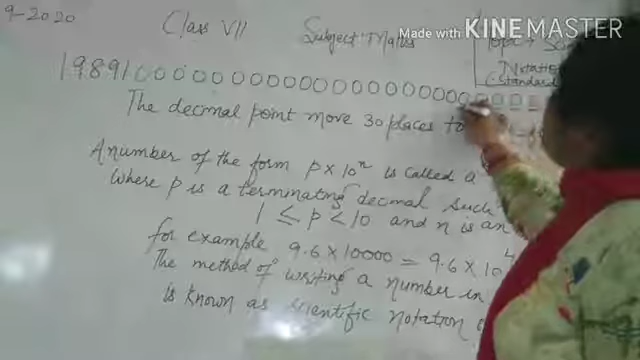 9-2020 Class VII Subject Maths
Made with KINEMASTER
Topic
Notation
(Standard
The decimal point move 30 places to
A number of the form p × 10ⁿ is called a
where p is a terminating decimal such
1 ≤ p < 10 and n is an
for example 9.6 × 10000 = 9.6 × 10⁴
The method of writing a number in
is known as scientific notation